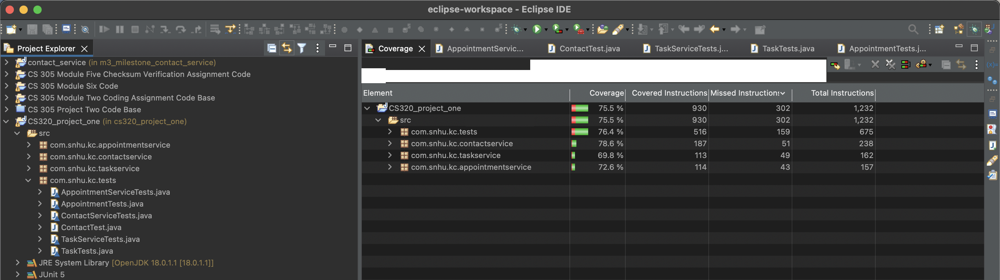 eclipse-workspace - Eclipse IDE
Project Explorer
contact_service (in m3_milestone_contact_service)
CS 305 Module Five Checksum Verification Assignment Code
CS 305 Module Six Code
CS 305 Module Two Coding Assignment Code Base
CS 305 Project Two Code Base
CS320_project_one (in cs320_project_one)
src
com.snhu.kc.appointmentservice
com.snhu.kc.contactservice
com.snhu.kc.taskservice
com.snhu.kc.tests
AppointmentServiceTests.java
AppointmentTests.java
ContactServiceTests.java
ContactTest.java
TaskServiceTests.java
TaskTests.java
JRE System Library [OpenJDK 18.0.1.1 [18.0.1.1]]
JUnit 5
Coverage AppointmentServic... ContactTest.java TaskServiceTests.j... TaskTests.java AppointmentTests.j...
Element Coverage Covered Instructions Missed Instructions Total Instructions
CS320_project_one 75.5 % 930 302 1,232
src 75.5 % 930 302 1,232
com.snhu.kc.tests 76.4 % 516 159 675
com.snhu.kc.contactservice 78.6 % 187 51 238
com.snhu.kc.taskservice 69.8 % 113 49 162
com.snhu.kc.appointmentservice 72.6 % 114 43 157
(x)=